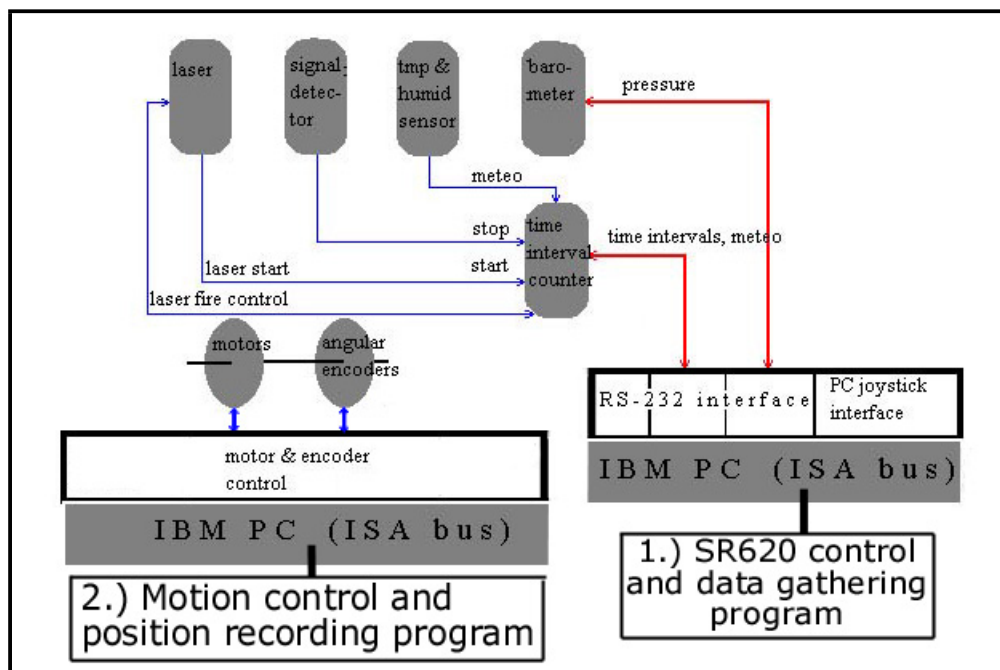 laser
signal-
detec-
tor
tmp &
humid
sensor
baro-
meter
pressure
meteo
time
interval
counter
stop
start
time intervals, meteo
laser start
laser fire control
motors
angular
encoders
motor & encoder
control
IBM PC (ISA bus)
2.) Motion control and
position recording program
RS-232 interface
PC joystick
interface
IBM PC (ISA bus)
1.) SR620 control
and data gathering
program